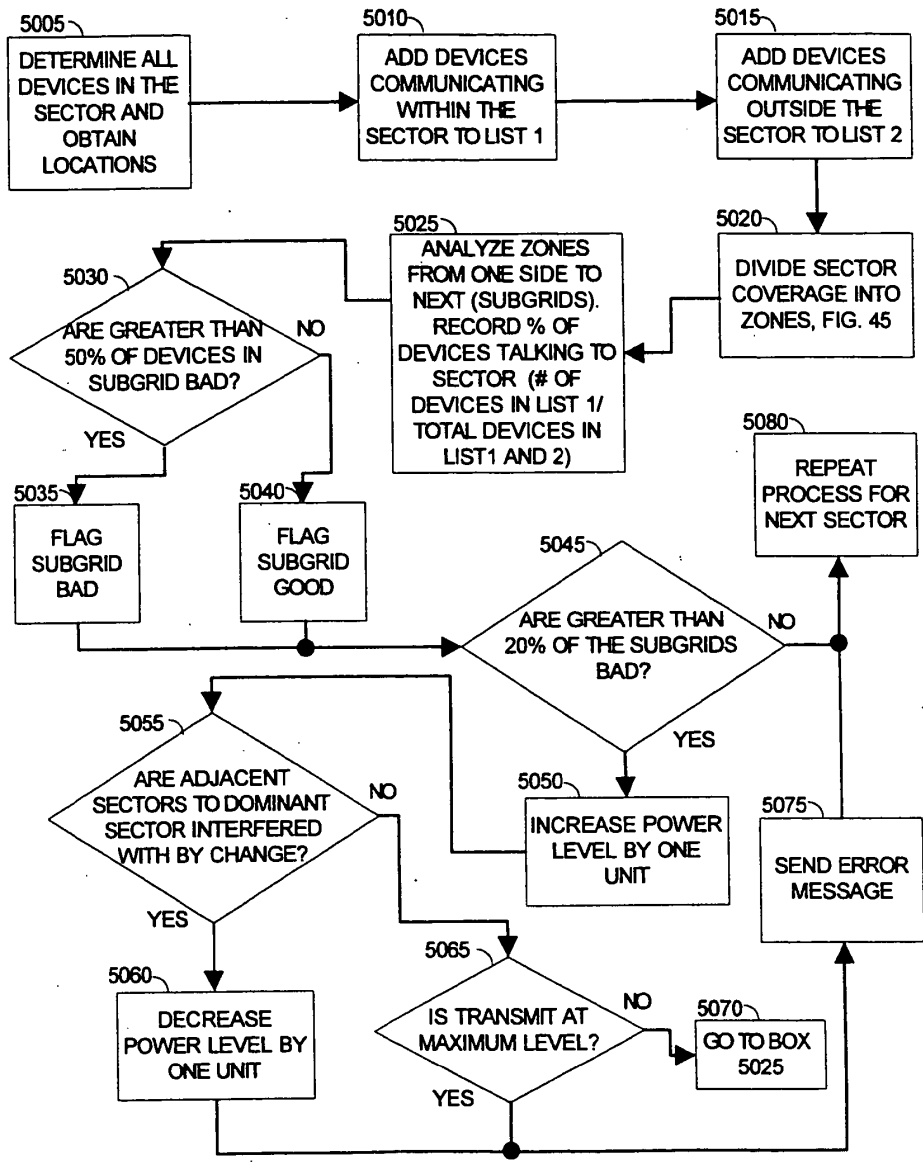 5005
DETERMINE ALL
DEVICES IN THE
SECTOR AND
OBTAIN
LOCATIONS
5010
ADD DEVICES
COMMUNICATING
WITHIN THE
SECTOR TO LIST 1
5015
ADD DEVICES
COMMUNICATING
OUTSIDE THE
SECTOR TO LIST 2
5020
DIVIDE SECTOR
COVERAGE INTO
ZONES, FIG. 45
5025
ANALYZE ZONES
FROM ONE SIDE TO
NEXT (SUBGRIDS).
RECORD % OF
DEVICES TALKING TO
SECTOR (# OF
DEVICES IN LIST 1/
TOTAL DEVICES IN
LIST1 AND 2)
5030
ARE GREATER THAN
50% OF DEVICES IN
SUBGRID BAD?
NO
YES
5035
FLAG
SUBGRID
BAD
5040
FLAG
SUBGRID
GOOD
5045
ARE GREATER THAN
20% OF THE SUBGRIDS
BAD?
NO
YES
5080
REPEAT
PROCESS FOR
NEXT SECTOR
5050
INCREASE POWER
LEVEL BY ONE
UNIT
5055
ARE ADJACENT
SECTORS TO DOMINANT
SECTOR INTERFERED
WITH BY CHANGE?
NO
YES
5060
DECREASE
POWER LEVEL BY
ONE UNIT
5065
IS TRANSMIT AT
MAXIMUM LEVEL?
NO
YES
5070
GO TO BOX
5025
5075
SEND ERROR
MESSAGE